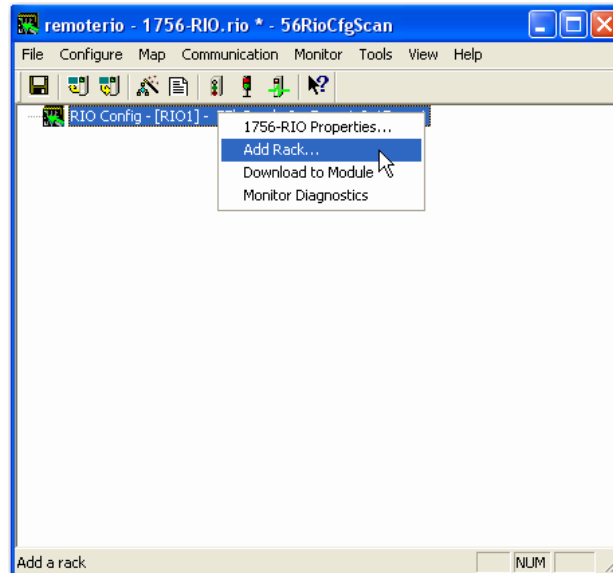 remoterio - 1756-RIO.rio * - 56RioCfgScan
File Configure Map Communication Monitor Tools View Help
RIO Config - [RIO1] -
1756-RIO Properties...
Add Rack...
Download to Module
Monitor Diagnostics
Add a rack
NUM